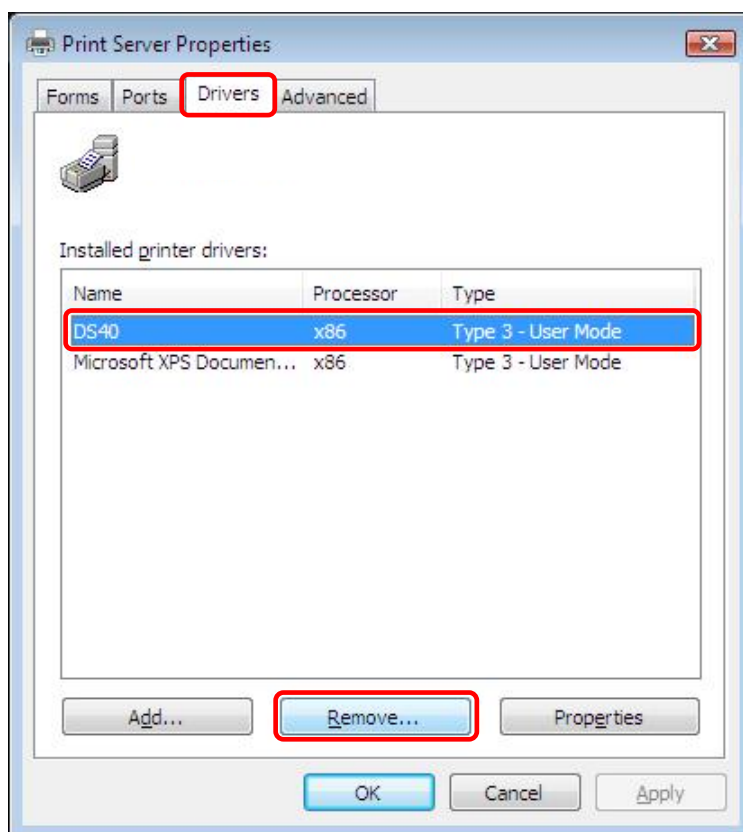 Print Server Properties
Forms Ports Drivers Advanced
Installed printer drivers:
Name Processor Type
DS40 x86 Type 3 - User Mode
Microsoft XPS Documen... x86 Type 3 - User Mode
Add... Remove... Properties
OK Cancel Apply